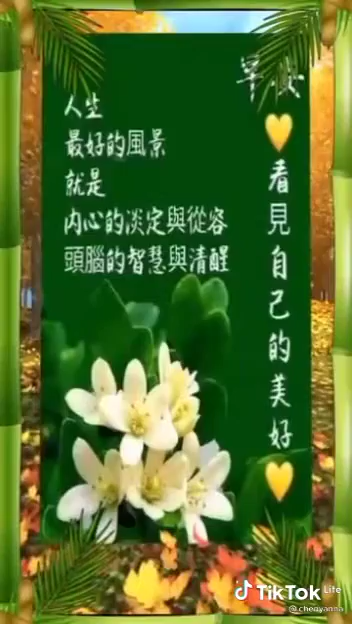 早安
看見自己的美好
人生
最好的風景
就是
內心的淡定與從容
頭腦的智慧與清醒
TikTok Lite
@chenyanna